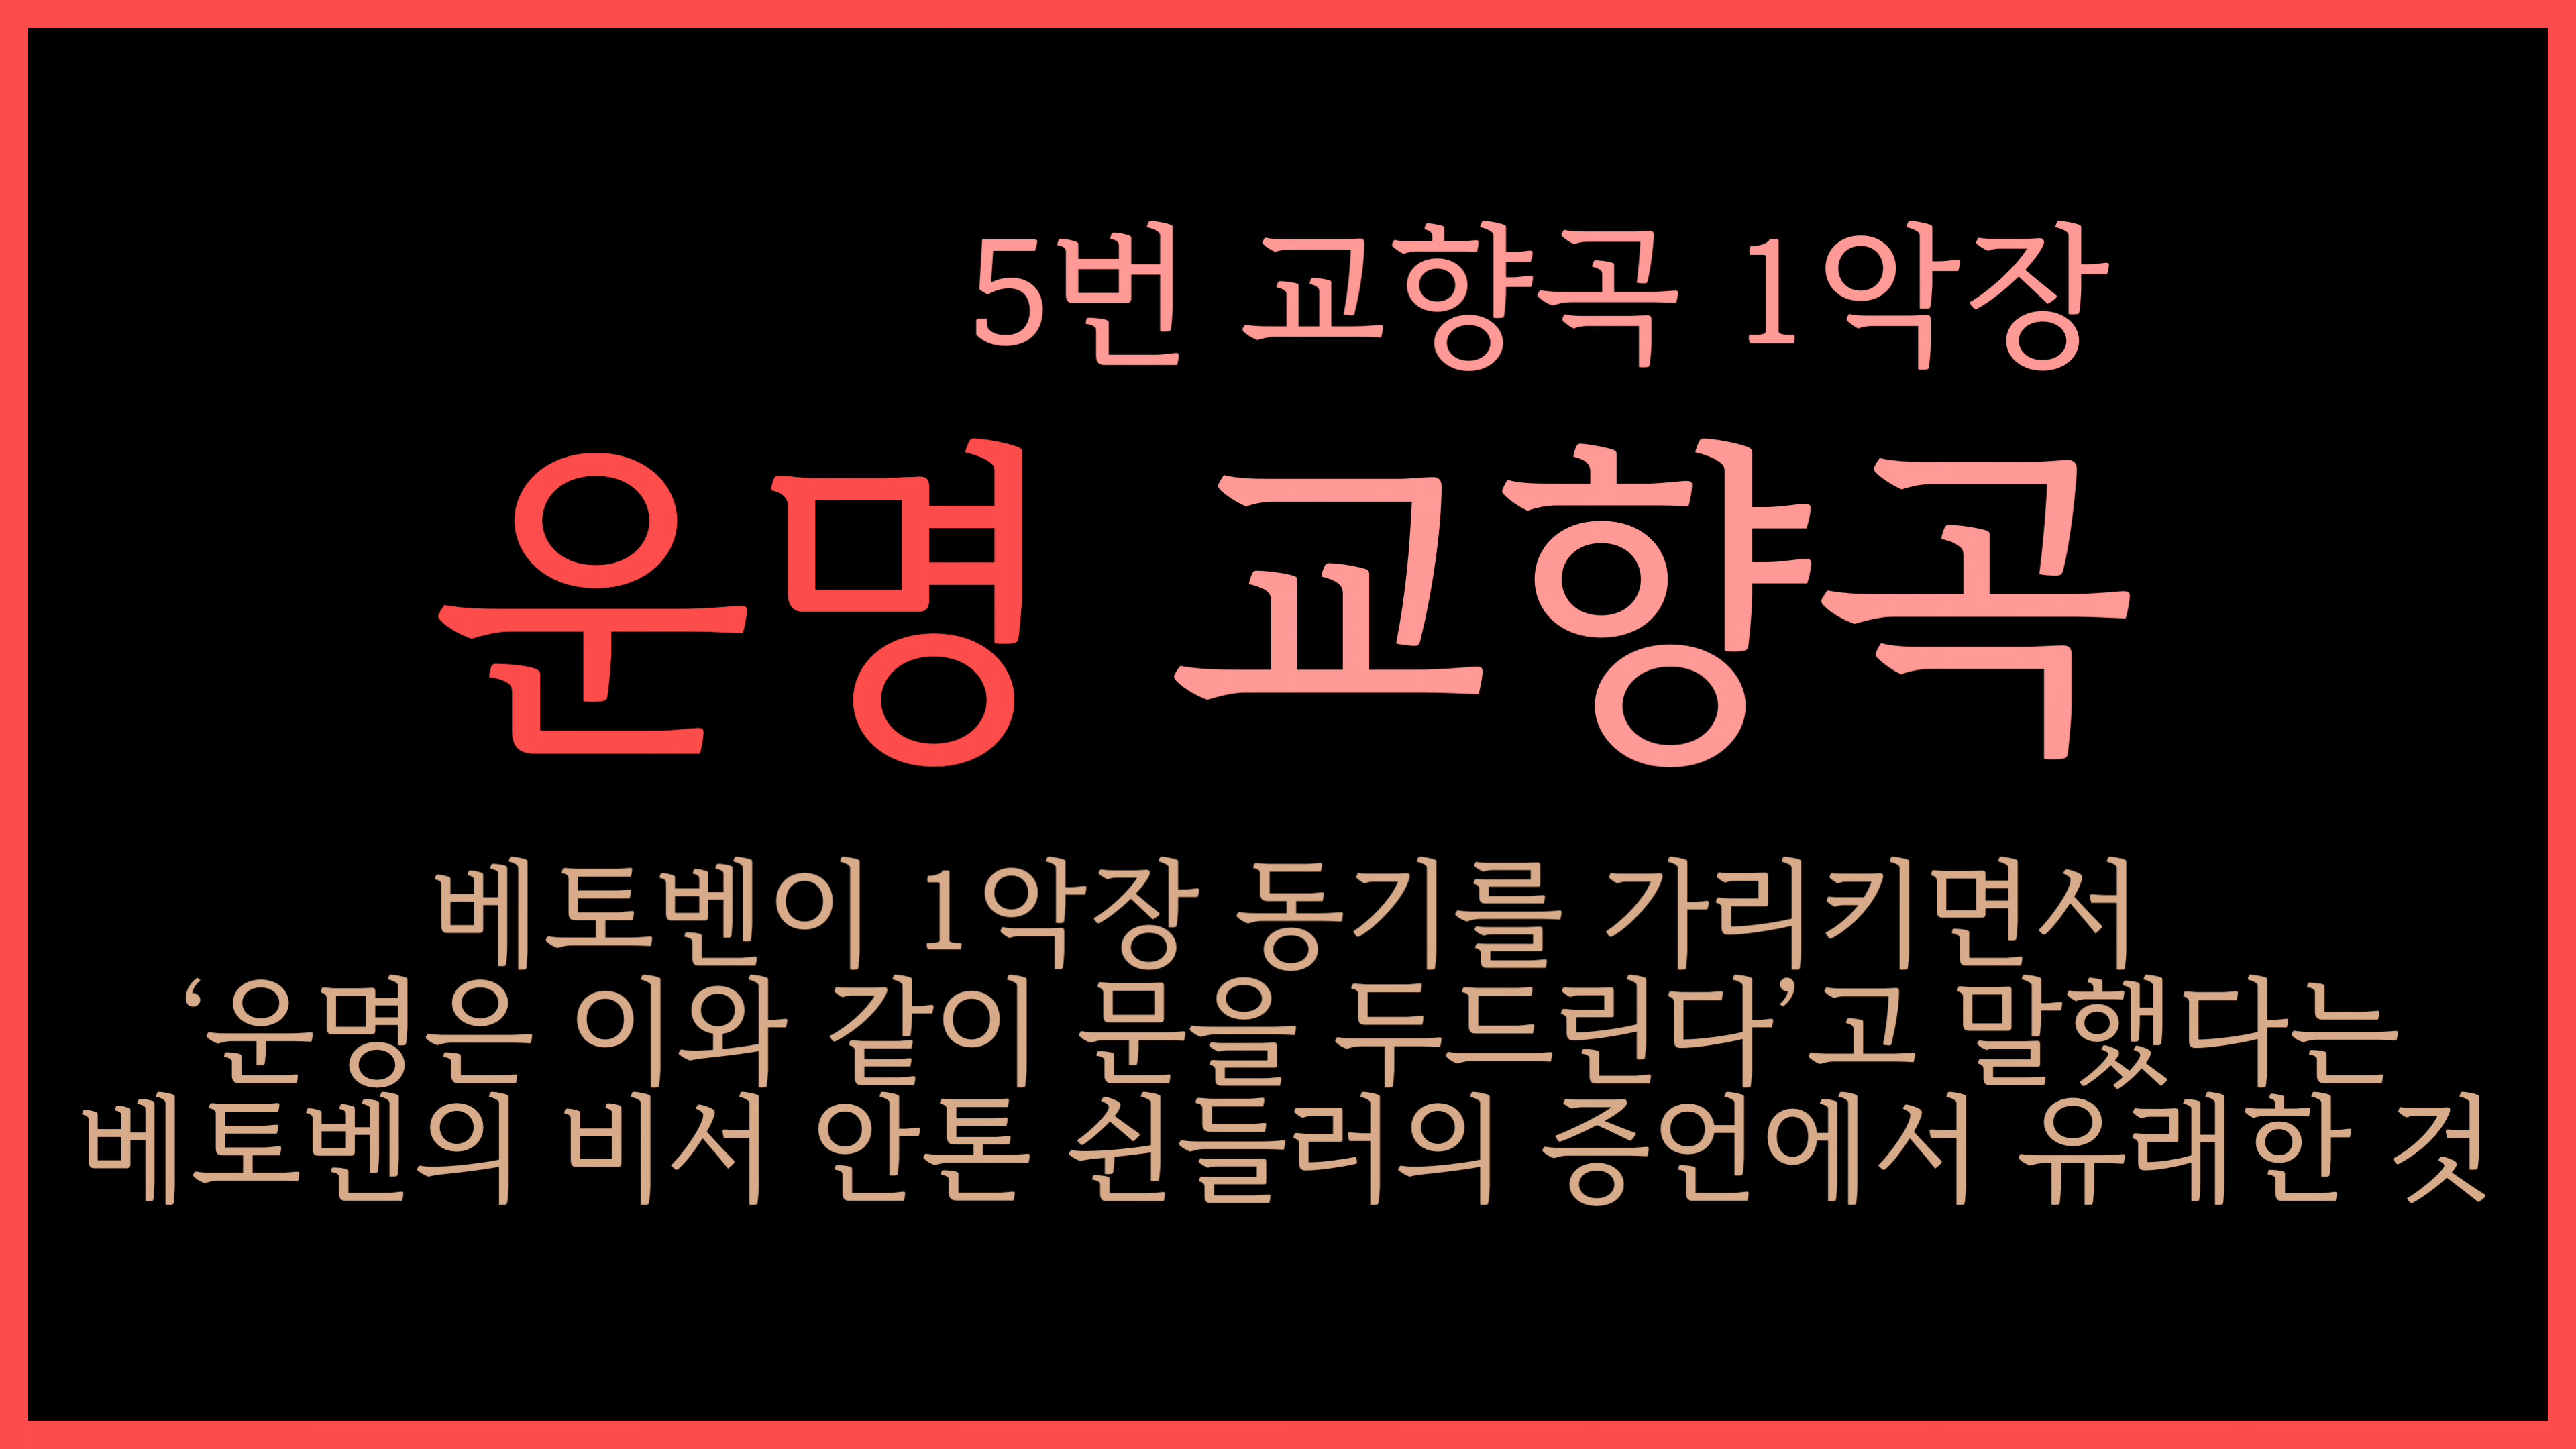 5번 교향곡 1악장
운명 교향곡
베토벤이 1악장 동기를 가리키면서
‘운명은 이와 같이 문을 두드린다’고 말했다는
베토벤의 비서 안톤 쉰들러의 증언에서 유래한 것